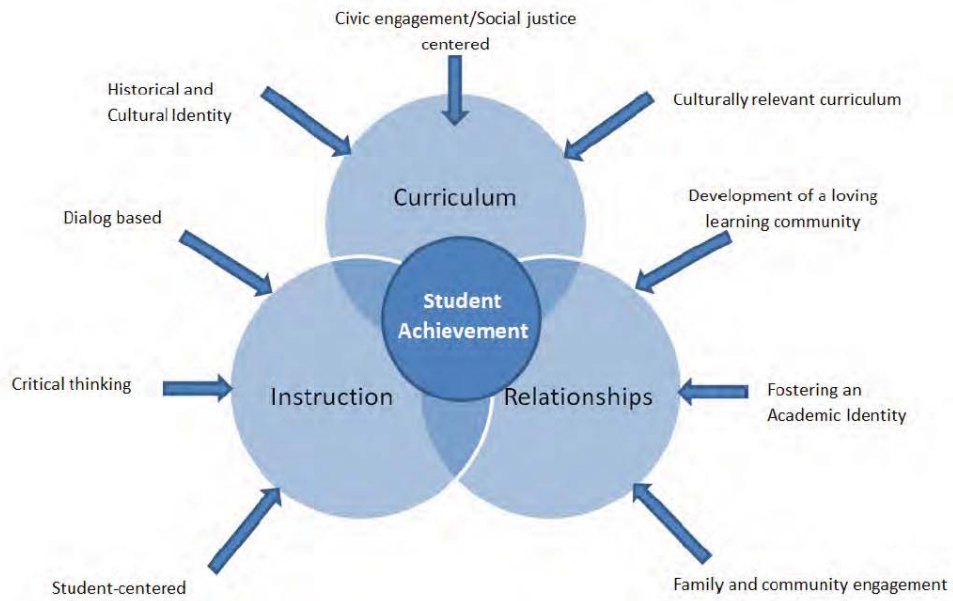 Civic engagement/Social justice
centered
Historical and
Cultural Identity
Culturally relevant curriculum
Curriculum
Development of a loving
learning community
Dialog based
Student
Achievement
Critical thinking
Instruction
Relationships
Fostering an
Academic Identity
Student-centered
Family and community engagement